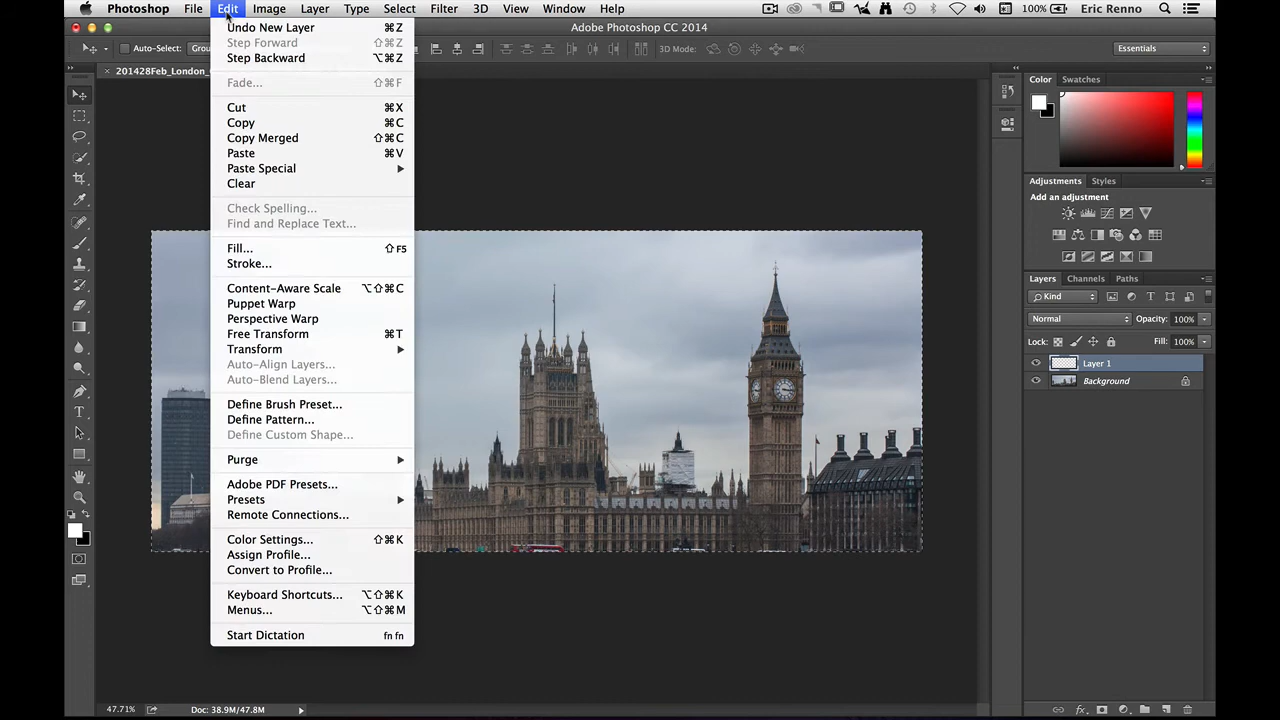 Photoshop File Edit Image Layer Type Select Filter 3D View Window Help 100% Eric Renno
Adobe Photoshop CC 2014
Auto-Select: Grou 3D Mode: Essentials
× 201428Feb_London_
Undo New Layer ⌘Z
Step Forward ⇧⌘Z
Step Backward ⌥⌘Z
Fade... ⇧⌘F
Cut ⌘X
Copy ⌘C
Copy Merged ⇧⌘C
Paste ⌘V
Paste Special
Clear
Check Spelling...
Find and Replace Text...
Fill... ⇧F5
Stroke...
Content-Aware Scale ⌥⇧⌘C
Puppet Warp
Perspective Warp
Free Transform ⌘T
Transform
Auto-Align Layers...
Auto-Blend Layers...
Define Brush Preset...
Define Pattern...
Define Custom Shape...
Purge
Adobe PDF Presets...
Presets
Remote Connections...
Color Settings... ⇧⌘K
Assign Profile...
Convert to Profile...
Keyboard Shortcuts... ⌥⇧⌘K
Menus... ⌥⇧⌘M
Start Dictation fn fn
Color Swatches
Adjustments Styles
Add an adjustment
Layers Channels Paths
Kind
Normal Opacity: 100%
Lock: Fill: 100%
Layer 1
Background
47.71% Doc: 38.9M/47.8M